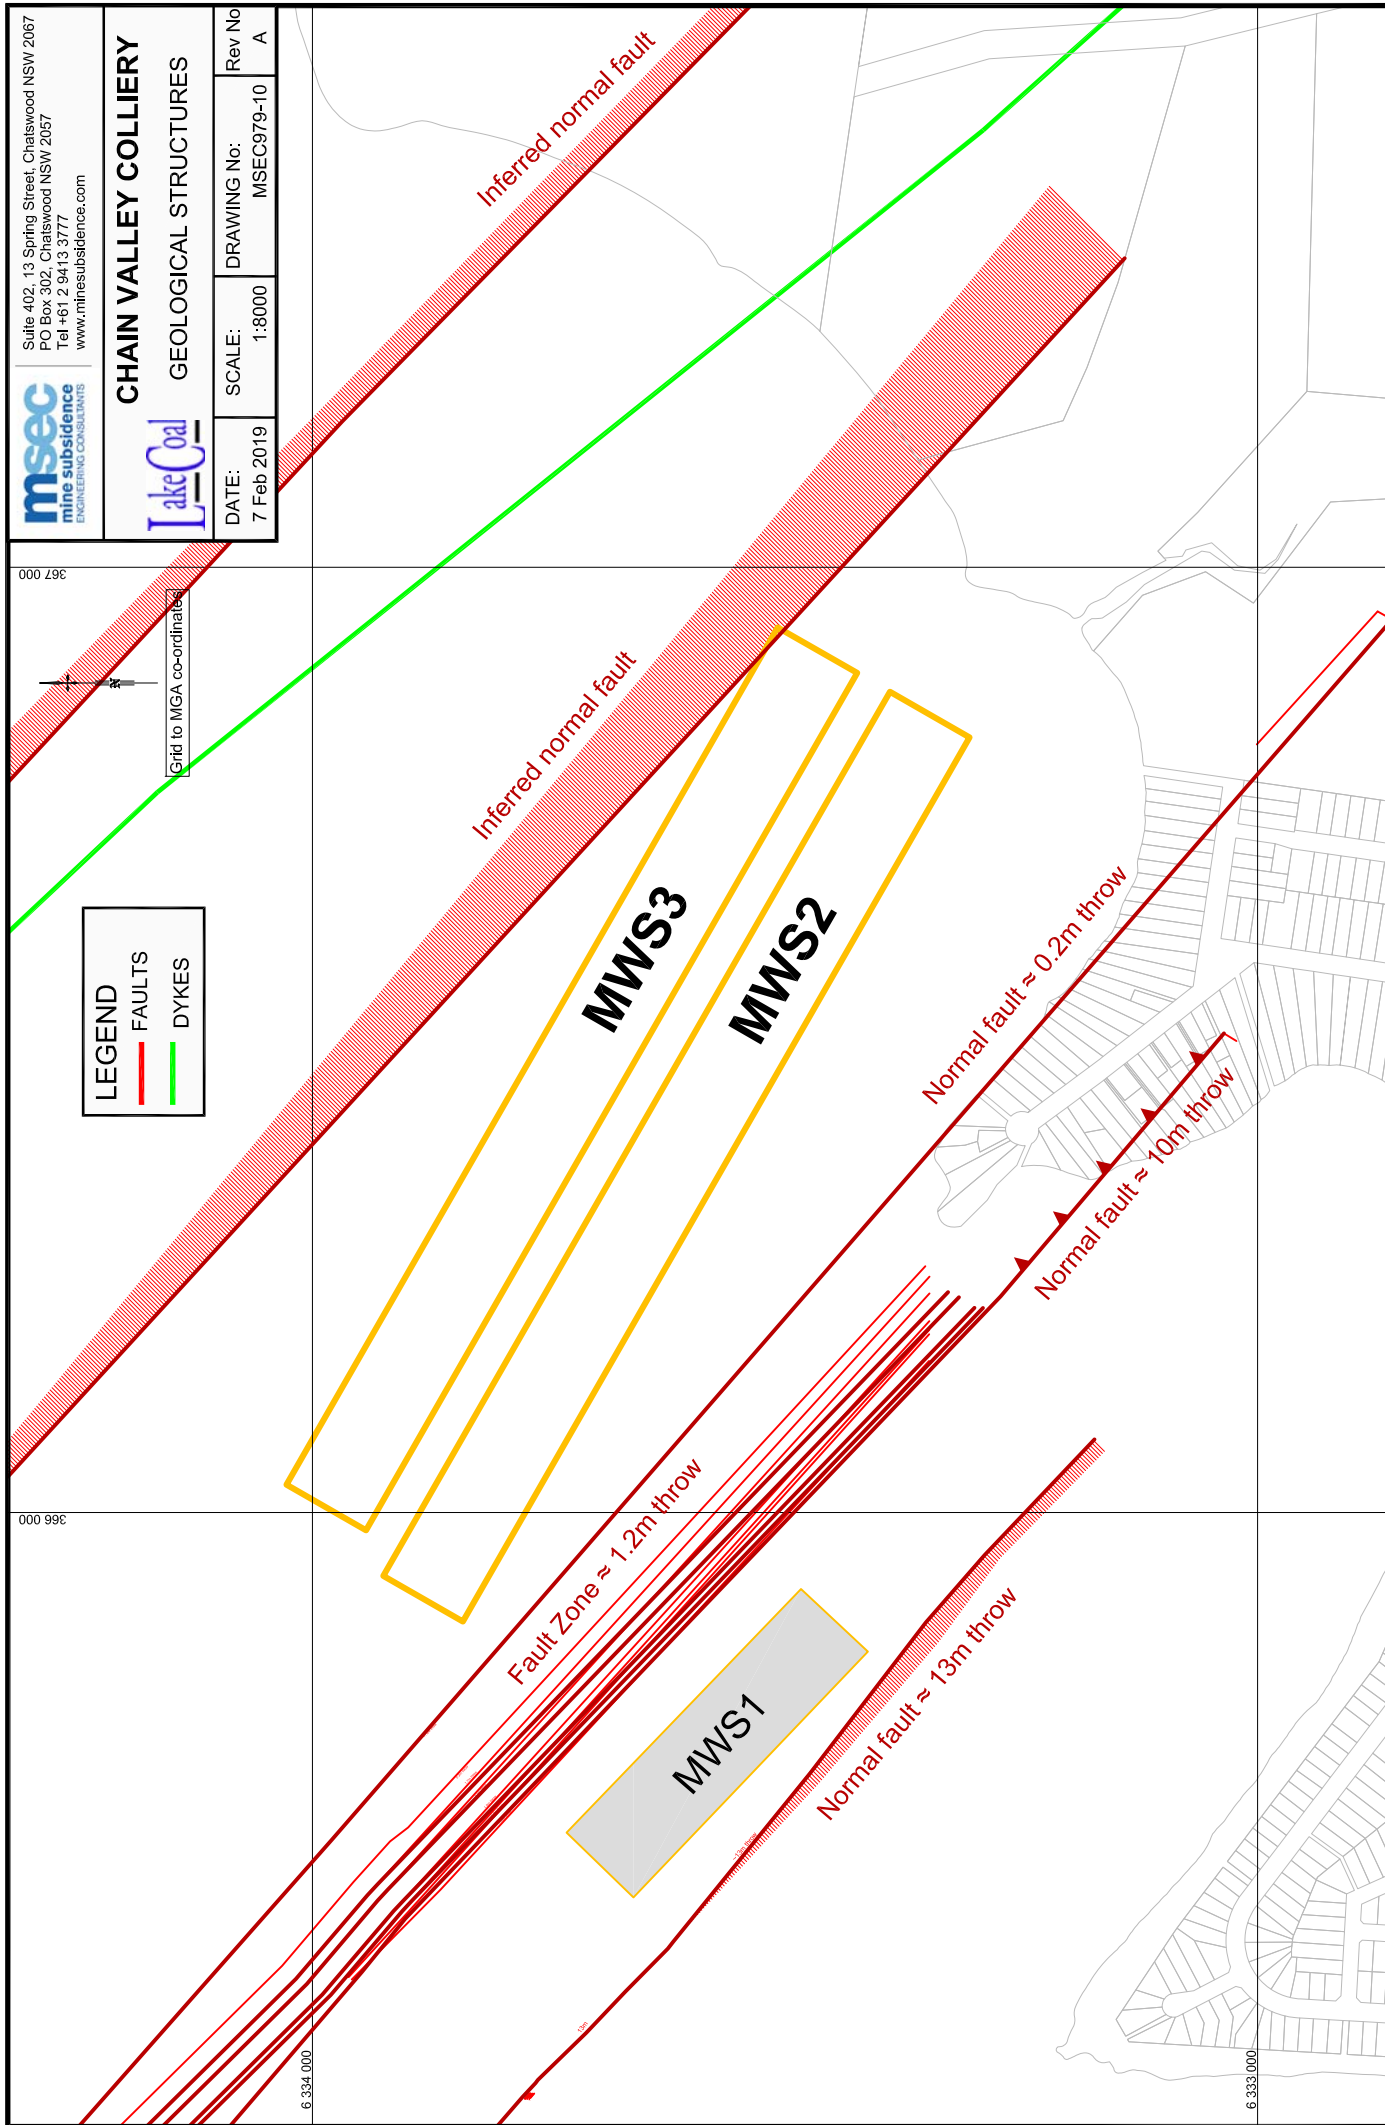 msec
mine subsidence
ENGINEERING CONSULTANTS
Suite 402, 13 Spring Street, Chatswood NSW 2067
PO Box 302, Chatswood NSW 2057
Tel +61 2 9413 3777
www.minesubsidence.com
CHAIN VALLEY COLLIERY
LakeCoal
GEOLOGICAL STRUCTURES
DATE:
7 Feb 2019
SCALE:
1:8000
DRAWING No:
MSEC979-10
Rev No
A
367 000
N
Grid to MGA co-ordinates
LEGEND
FAULTS
DYKES
Inferred normal fault
Inferred normal fault
MWS3
MWS2
Normal fault ≈ 0.2m throw
Normal fault ≈ 10m throw
366 000
Fault Zone ≈ 1.2m throw
MWS1
Normal fault ≈ 13m throw
~13m throw
13m
6 334 000
6 333 000